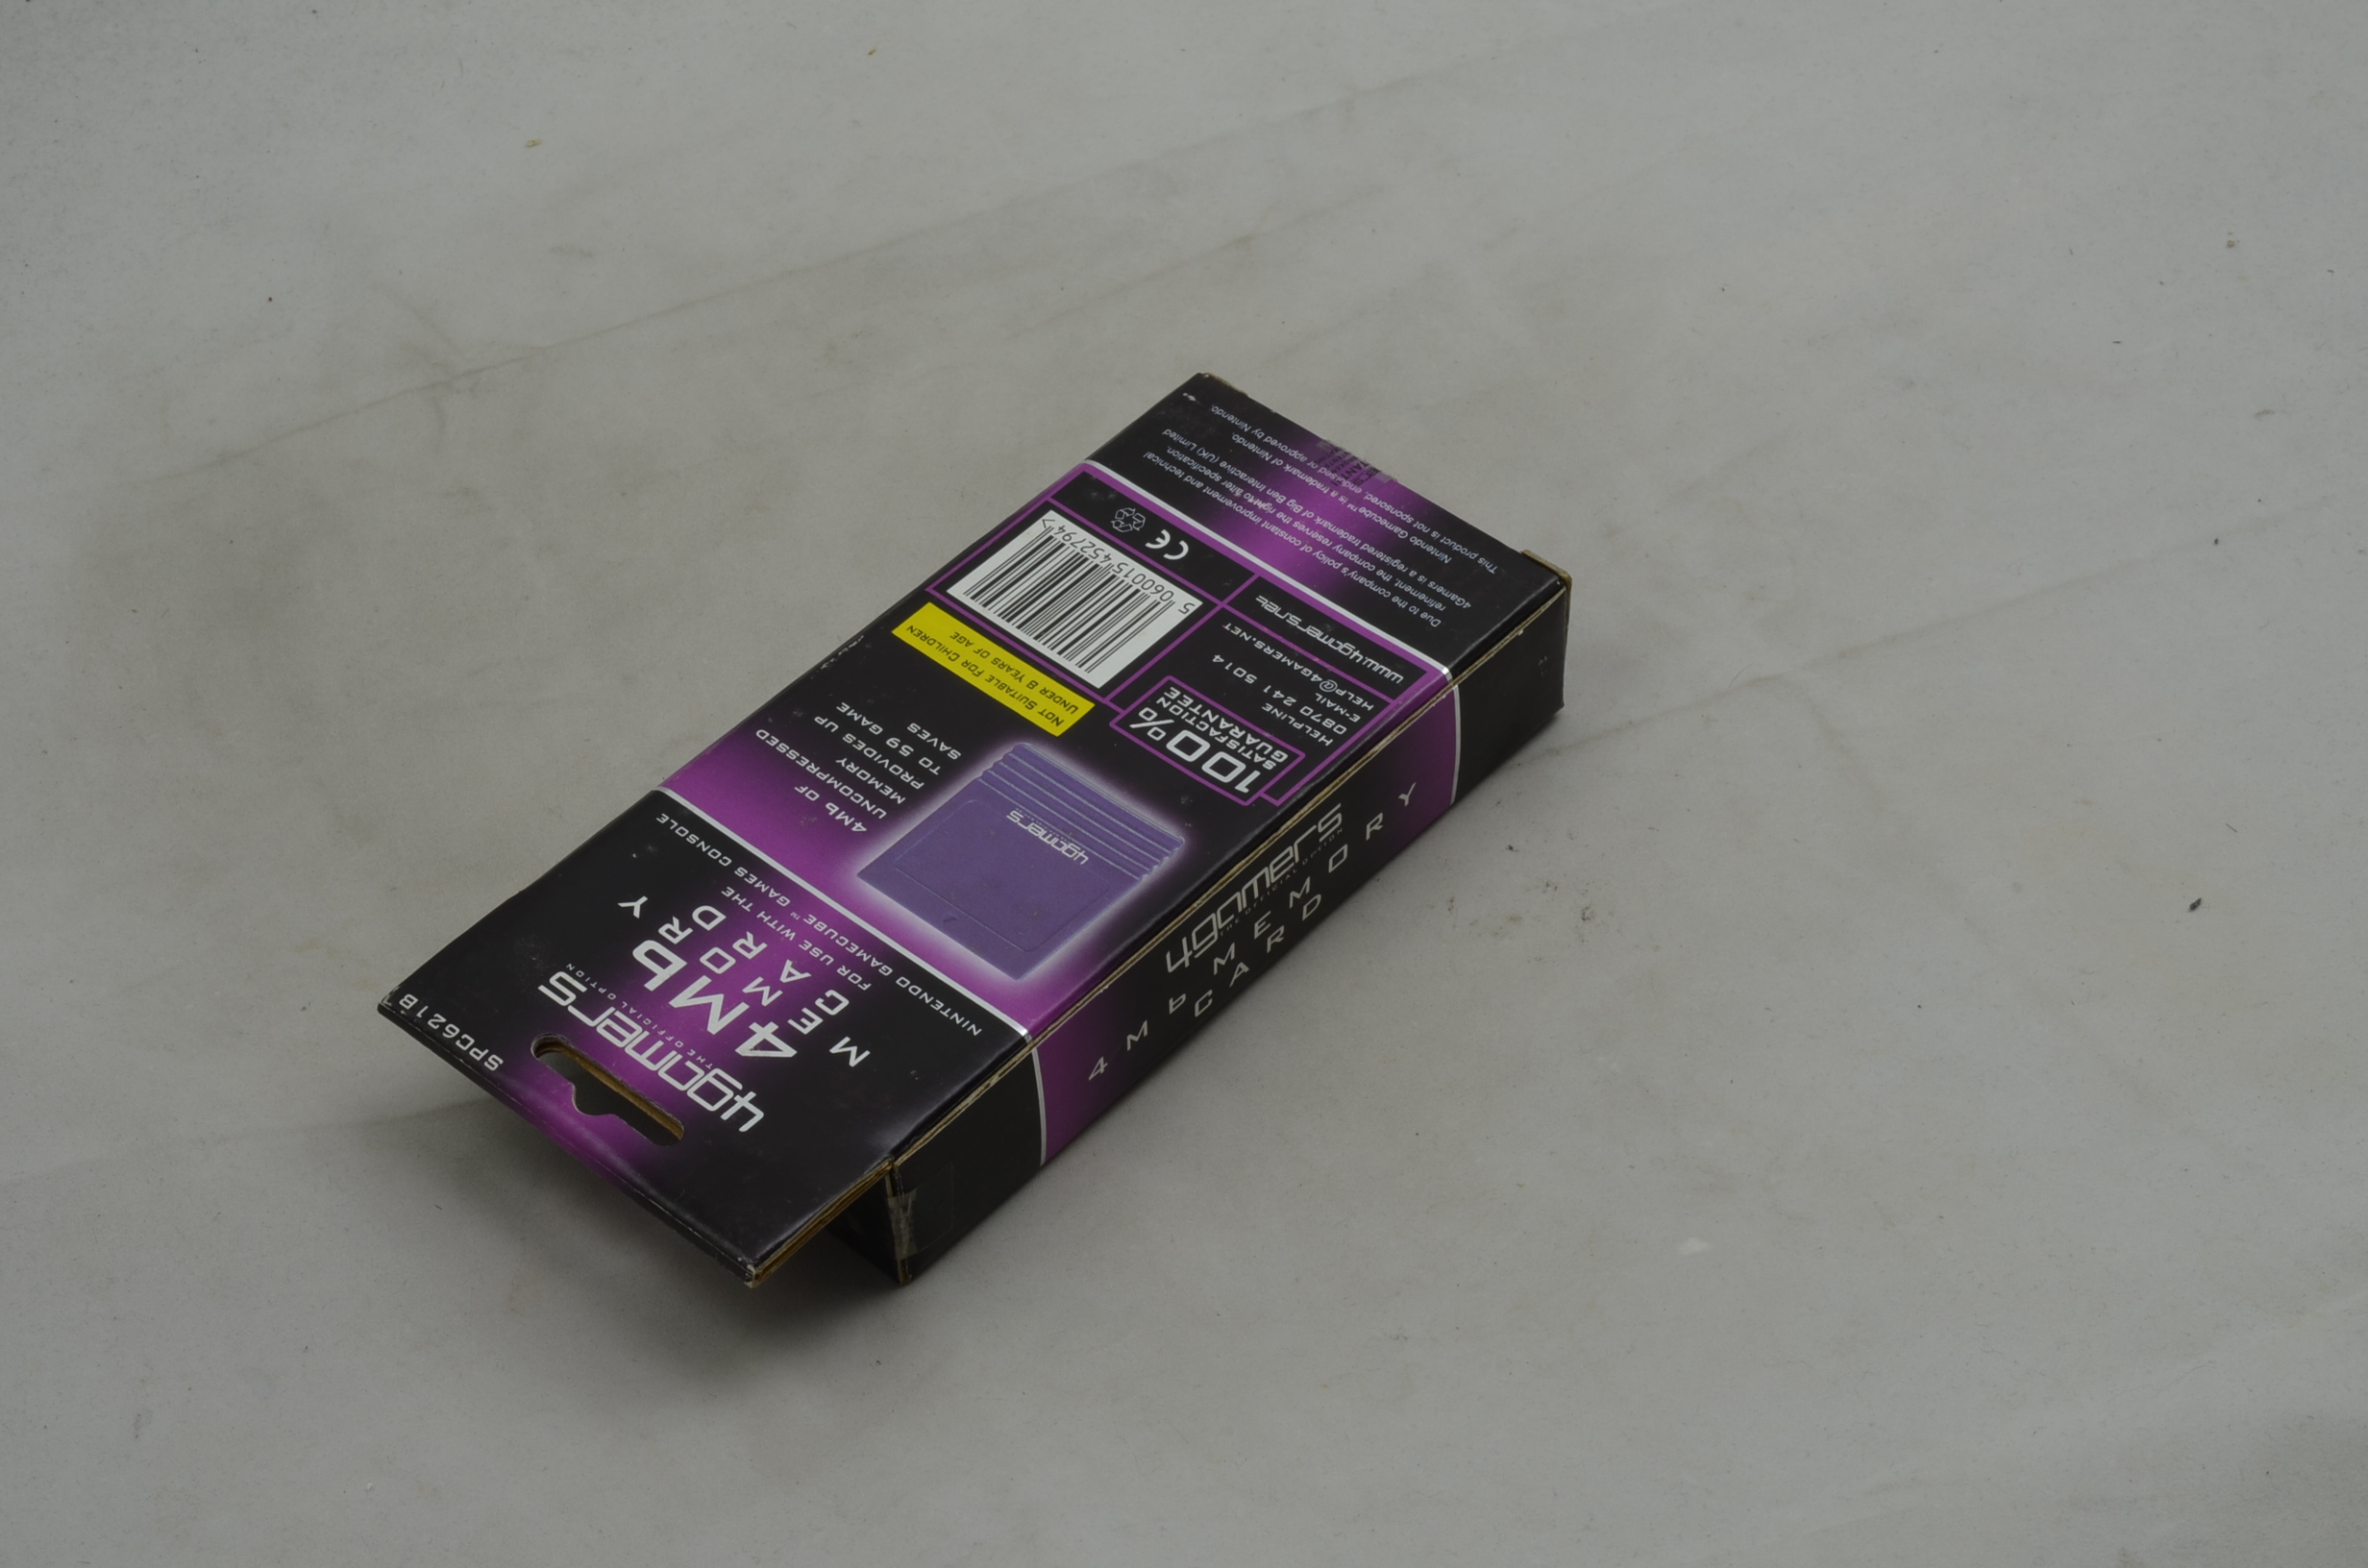 SPC621B
4gamers
THE OFFICIAL OPTION
4Mb
MEMORY
CARD
FOR USE WITH THE
NINTENDO GAMECUBE™ GAMES CONSOLE
4Mb OF
UNCOMPRESSED
MEMORY
PROVIDES UP
TO 59 GAME
SAVES
4gamers
NOT SUITABLE FOR CHILDREN
UNDER 8 YEARS OF AGE
5 060015 452794 >
CE
100%
SATISFACTION
GUARANTEE
HELPLINE
0870 241 5014
E-MAIL
HELP@4GAMERS.NET
www.4gamers.net
Due to the company's policy of constant improvement and technical
refinement, the company reserves the right to alter specification.
4Gamers is a registered trademark of Big Ben Interactive (UK) Limited
Nintendo Gamecube™ is a trademark of Nintendo.
This product is not sponsored, endorsed or approved by Nintendo.
4gamers
THE OFFICIAL OPTION
4Mb MEMORY
CARD